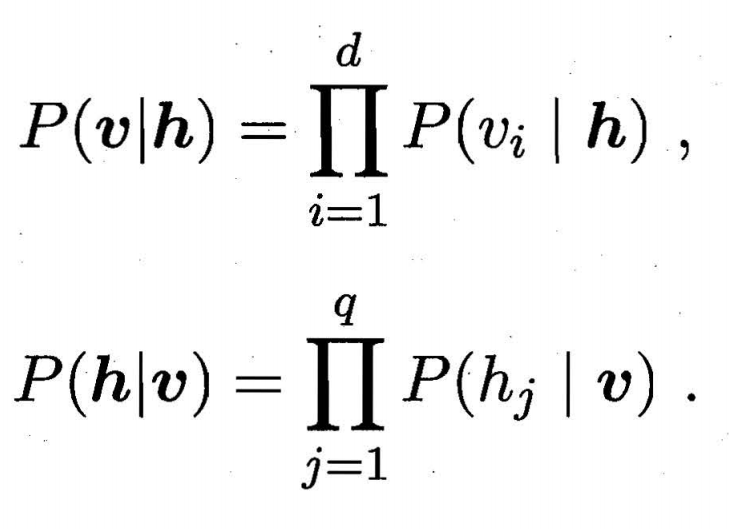 P(v|h) = ∏_{i=1}^{d} P(v_i | h) ,
P(h|v) = ∏_{j=1}^{q} P(h_j | v) .